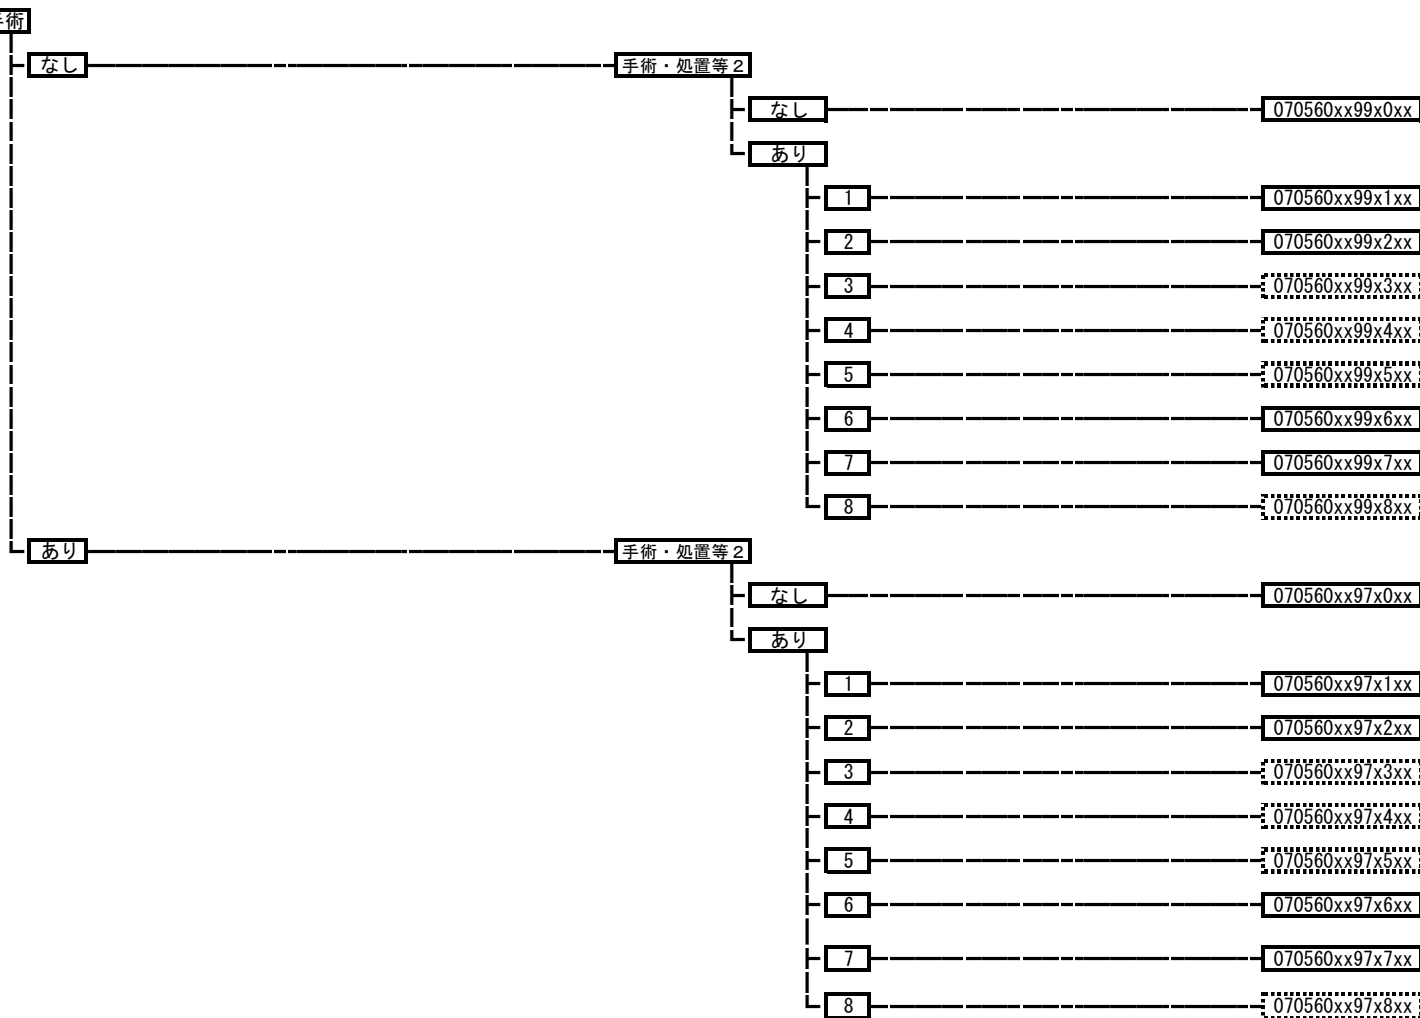 手術
なし 手術・処置等２
なし 070560xx99x0xx
あり
1 070560xx99x1xx
2 070560xx99x2xx
3 070560xx99x3xx
4 070560xx99x4xx
5 070560xx99x5xx
6 070560xx99x6xx
7 070560xx99x7xx
8 070560xx99x8xx
あり 手術・処置等２
なし 070560xx97x0xx
あり
1 070560xx97x1xx
2 070560xx97x2xx
3 070560xx97x3xx
4 070560xx97x4xx
5 070560xx97x5xx
6 070560xx97x6xx
7 070560xx97x7xx
8 070560xx97x8xx